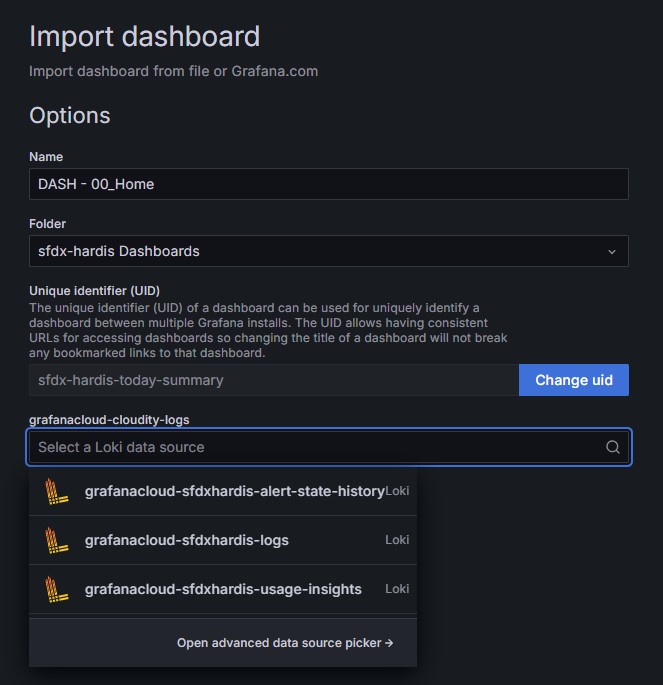 Import dashboard
Import dashboard from file or Grafana.com
Options
Name
DASH - 00_Home
Folder
sfdx-hardis Dashboards
Unique identifier (UID)
The unique identifier (UID) of a dashboard can be used for uniquely identify a
dashboard between multiple Grafana installs. The UID allows having consistent
URLs for accessing dashboards so changing the title of a dashboard will not break
any bookmarked links to that dashboard.
sfdx-hardis-today-summary
Change uid
grafanacloud-cloudity-logs
Select a Loki data source
grafanacloud-sfdxhardis-alert-state-history Loki
grafanacloud-sfdxhardis-logs Loki
grafanacloud-sfdxhardis-usage-insights Loki
Open advanced data source picker →